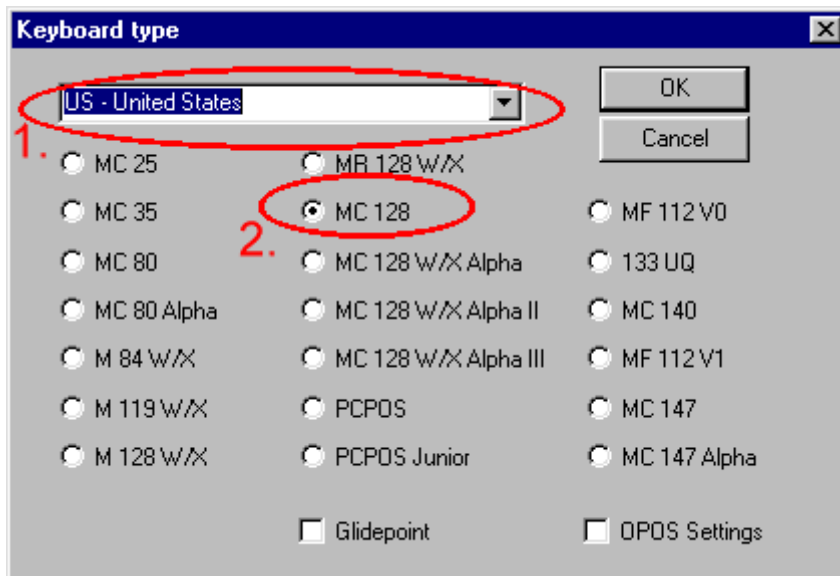 Keyboard type
US - United States
OK
Cancel
1.
MC 25
MR 128 W/X
MC 35
2.
MC 128
MF 112 V0
MC 80
MC 128 W/X Alpha
133 UQ
MC 80 Alpha
MC 128 W/X Alpha II
MC 140
M 84 W/X
MC 128 W/X Alpha III
MF 112 V1
M 119 W/X
PCPOS
MC 147
M 128 W/X
PCPOS Junior
MC 147 Alpha
Glidepoint
OPOS Settings